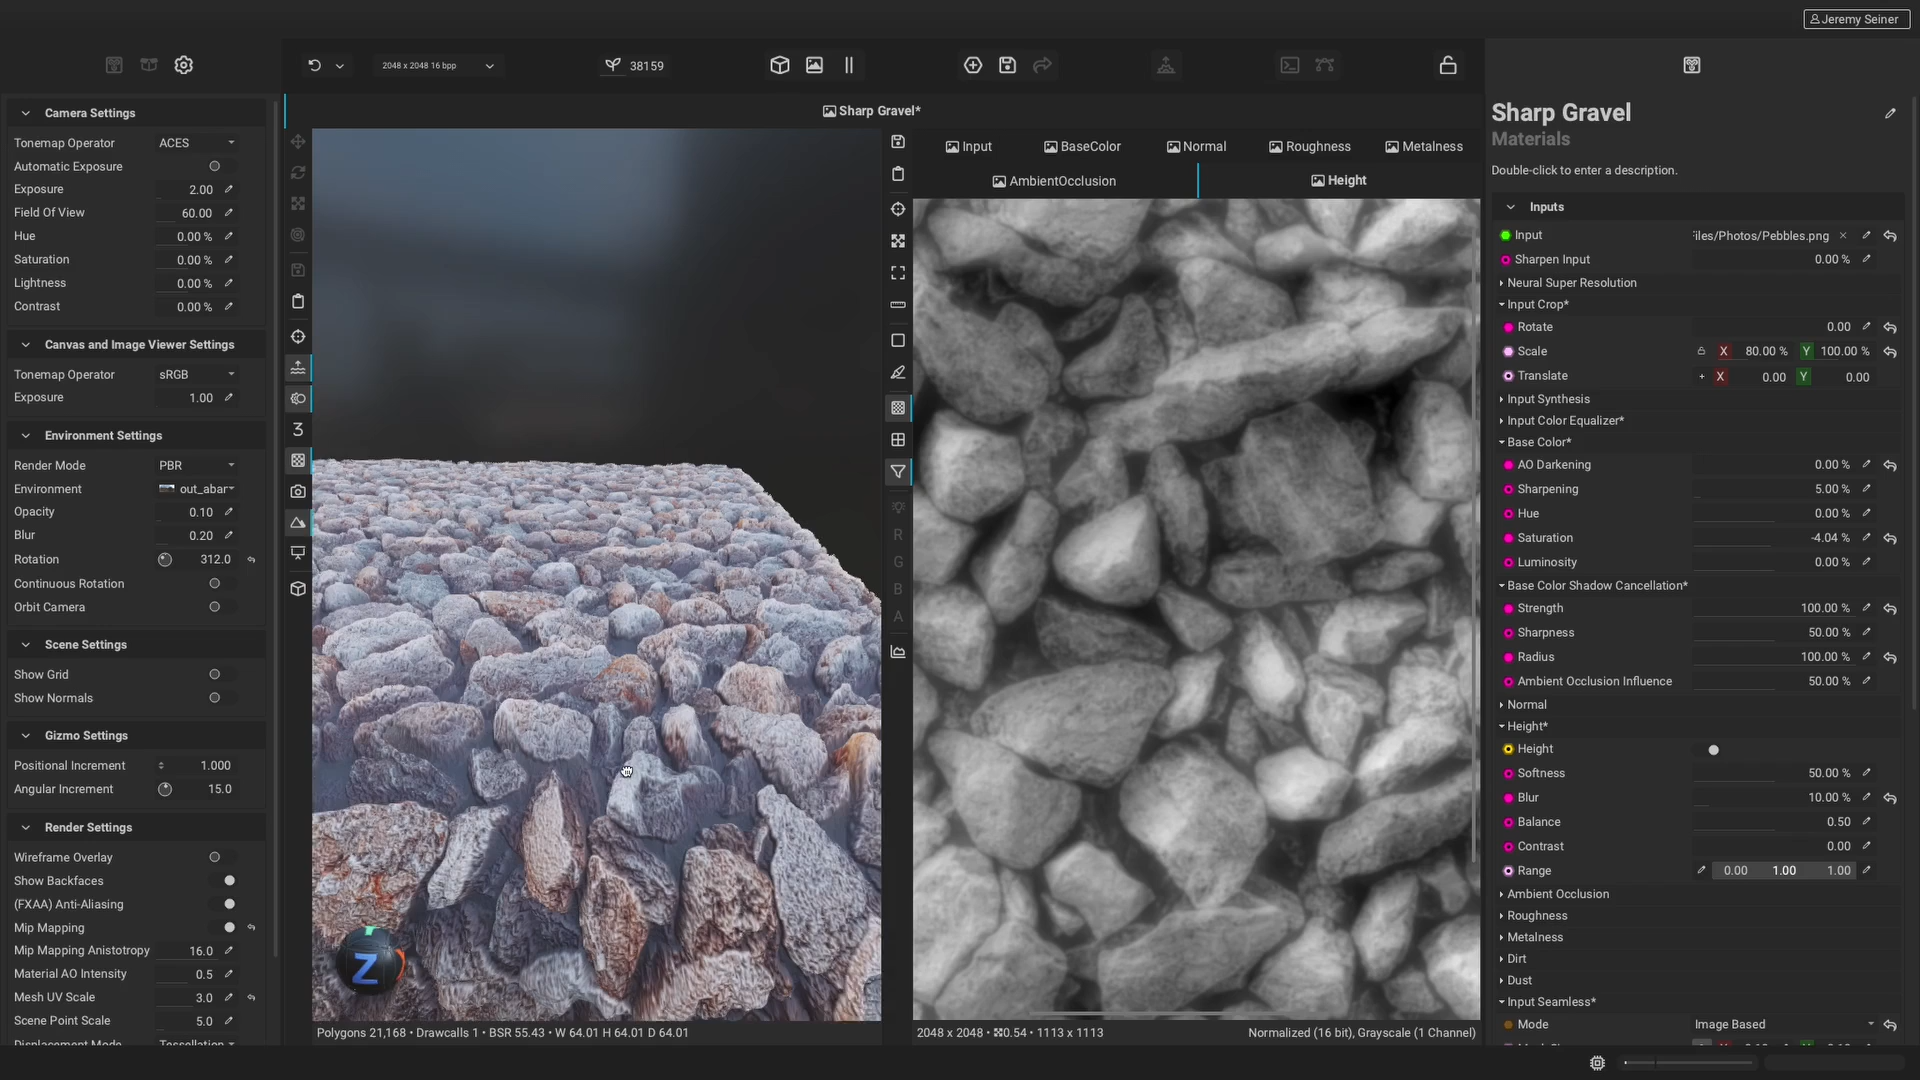 Jeremy Seiner
2048 x 2048 16 bpp
38159
Camera Settings
Tonemap Operator ACES
Automatic Exposure
Exposure 2.00
Field Of View 60.00
Hue 0.00 %
Saturation 0.00 %
Lightness 0.00 %
Contrast 0.00 %
Canvas and Image Viewer Settings
Tonemap Operator sRGB
Exposure 1.00
Environment Settings
Render Mode PBR
Environment out_abar
Opacity 0.10
Blur 0.20
Rotation 312.0
Continuous Rotation
Orbit Camera
Scene Settings
Show Grid
Show Normals
Gizmo Settings
Positional Increment 1.000
Angular Increment 15.0
Render Settings
Wireframe Overlay
Show Backfaces
(FXAA) Anti-Aliasing
Mip Mapping
Mip Mapping Anistotropy 16.0
Material AO Intensity 0.5
Mesh UV Scale 3.0
Scene Point Scale 5.0
Displacement Mode Tessellation
Sharp Gravel*
3
Z
Polygons 21,168 • Drawcalls 1 • BSR 55.43 • W 64.01 H 64.01 D 64.01
Input BaseColor Normal Roughness Metalness
AmbientOcclusion Height
R
G
B
A
2048 x 2048 • 0.54 • 1113 x 1113
Normalized (16 bit), Grayscale (1 Channel)
Sharp Gravel
Materials
Double-click to enter a description.
Inputs
Input iles/Photos/Pebbles.png ×
Sharpen Input 0.00 %
Neural Super Resolution
Input Crop*
Rotate 0.00
Scale X 80.00 % Y 100.00 %
Translate + X 0.00 Y 0.00
Input Synthesis
Input Color Equalizer*
Base Color*
AO Darkening 0.00 %
Sharpening 5.00 %
Hue 0.00 %
Saturation -4.04 %
Luminosity 0.00 %
Base Color Shadow Cancellation*
Strength 100.00 %
Sharpness 50.00 %
Radius 100.00 %
Ambient Occlusion Influence 50.00 %
Normal
Height*
Height
Softness 50.00 %
Blur 10.00 %
Balance 0.50
Contrast 0.00
Range 0.00 1.00 1.00
Ambient Occlusion
Roughness
Metalness
Dirt
Dust
Input Seamless*
Mode Image Based